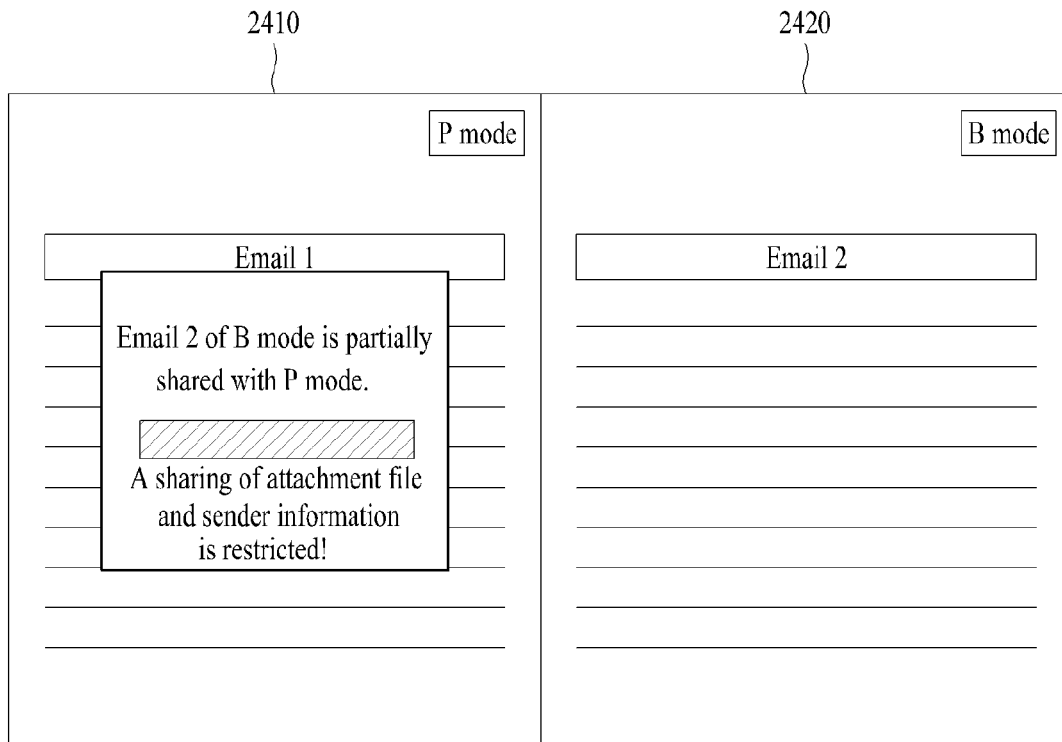 2410
2420
P mode
B mode
Email 1
Email 2
Email 2 of B mode is partially
shared with P mode.
A sharing of attachment file
and sender information
is restricted!